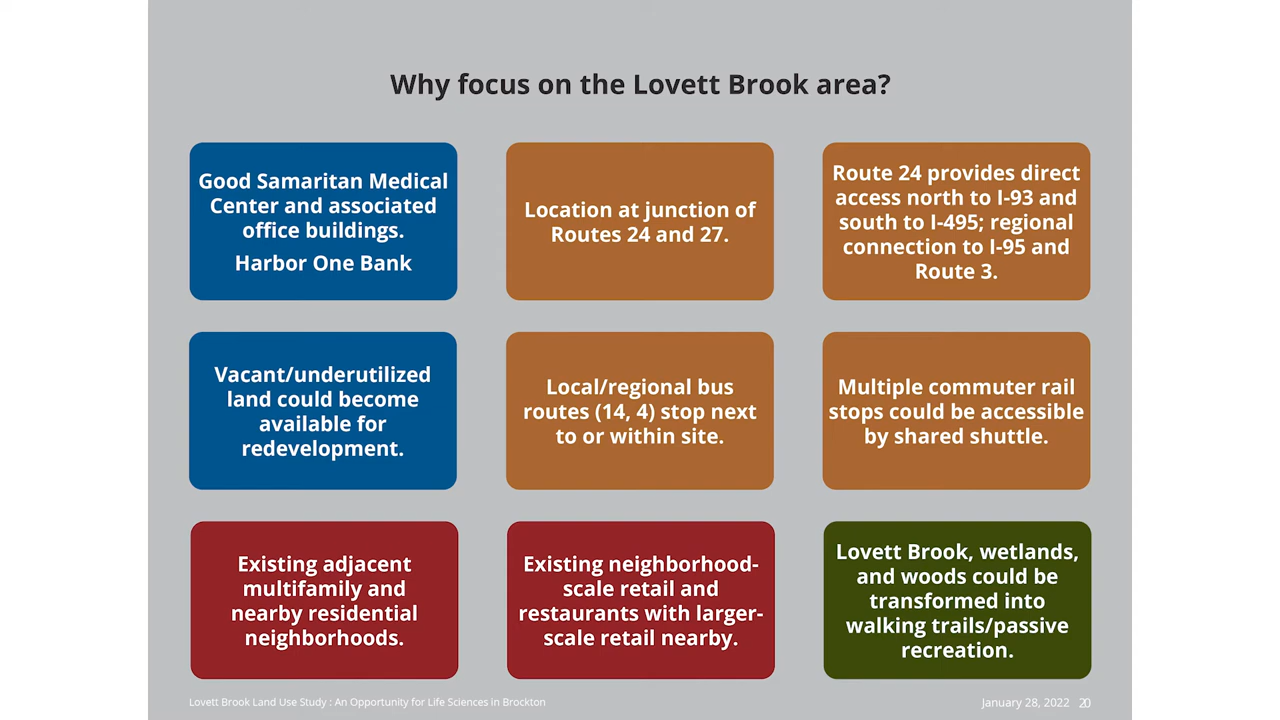 Why focus on the Lovett Brook area?
Good Samaritan Medical
Center and associated
office buildings.
Harbor One Bank
Location at junction of
Routes 24 and 27.
Route 24 provides direct
access north to I-93 and
south to I-495; regional
connection to I-95 and
Route 3.
Vacant/underutilized
land could become
available for
redevelopment.
Local/regional bus
routes (14, 4) stop next
to or within site.
Multiple commuter rail
stops could be accessible
by shared shuttle.
Existing adjacent
multifamily and
nearby residential
neighborhoods.
Existing neighborhood-
scale retail and
restaurants with larger-
scale retail nearby.
Lovett Brook, wetlands,
and woods could be
transformed into
walking trails/passive
recreation.
Lovett Brook Land Use Study : An Opportunity for Life Sciences in Brockton
January 28, 2022 20